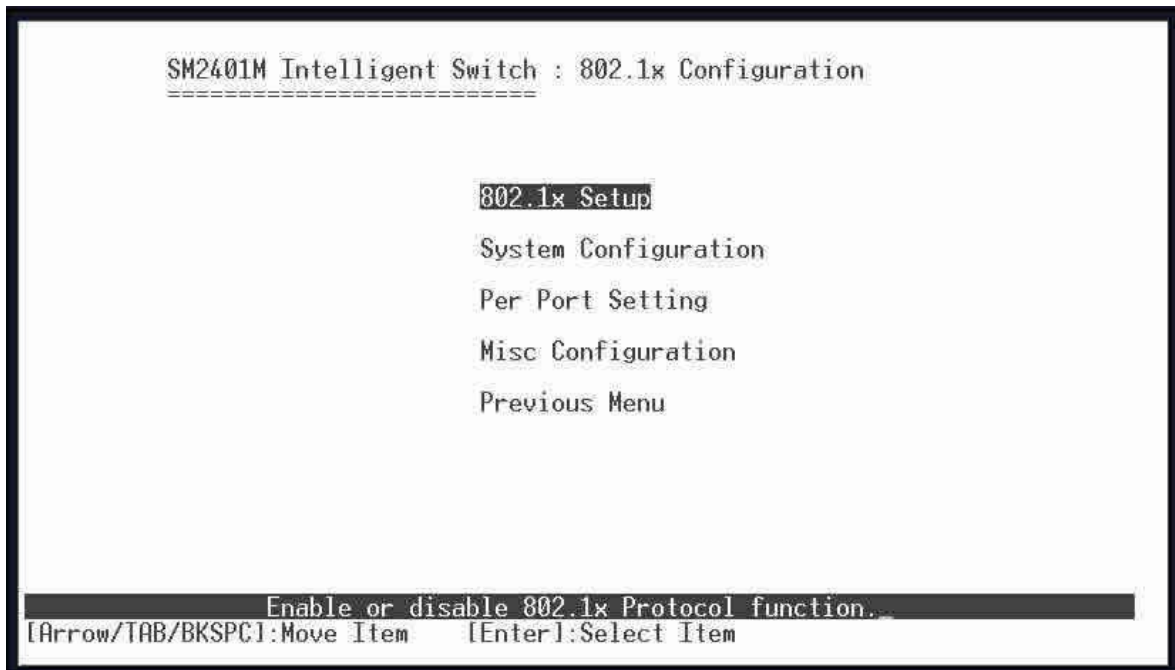 SM2401M Intelligent Switch : 802.1x Configuration
==========================
802.1x Setup
System Configuration
Per Port Setting
Misc Configuration
Previous Menu
Enable or disable 802.1x Protocol function._
[Arrow/TAB/BKSPC]:Move Item [Enter]:Select Item